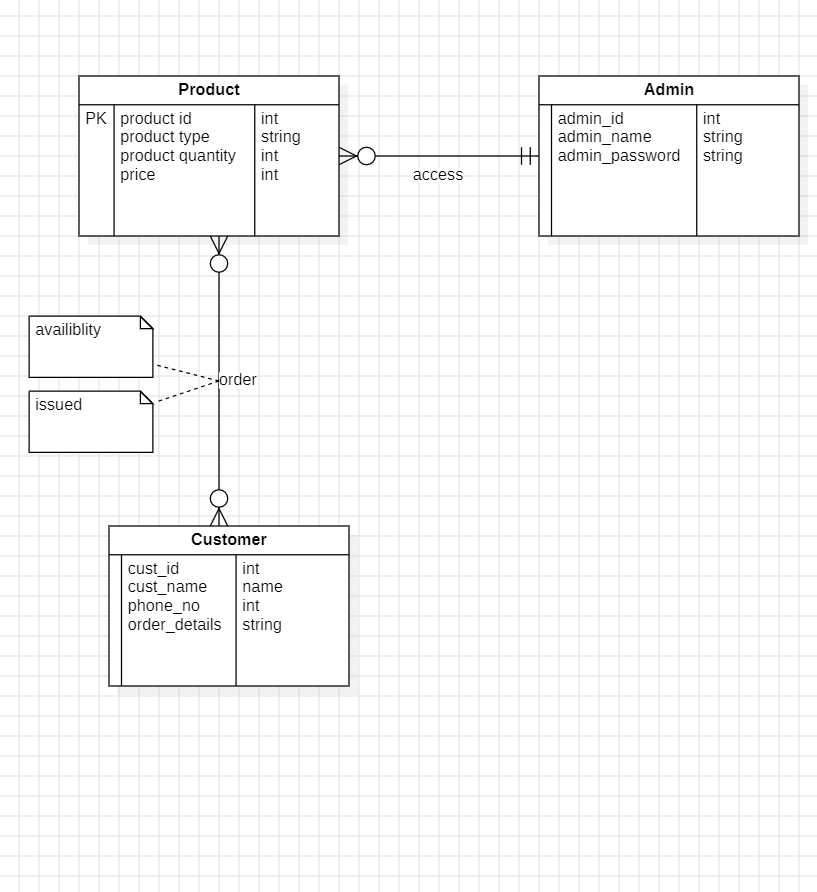 Product
PK product id int
product type string
product quantity int
price int
Admin
admin_id int
admin_name string
admin_password string
access
availiblity
order
issued
Customer
cust_id int
cust_name name
phone_no int
order_details string